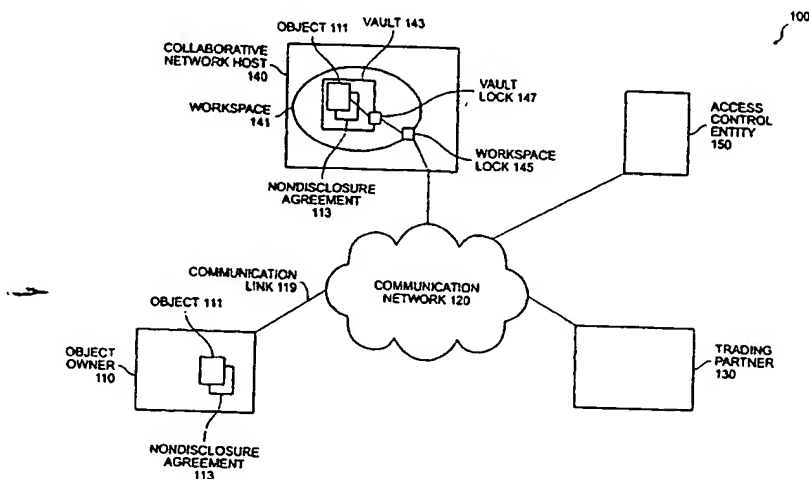 100
OBJECT 111
VAULT 143
COLLABORATIVE
NETWORK HOST
140
WORKSPACE
141
VAULT
LOCK 147
WORKSPACE
LOCK 145
NONDISCLOSURE
AGREEMENT
113
ACCESS
CONTROL
ENTITY
150
COMMUNICATION
LINK 119
COMMUNICATION
NETWORK 120
OBJECT 111
OBJECT
OWNER
110
NONDISCLOSURE
AGREEMENT
113
TRADING
PARTNER
130